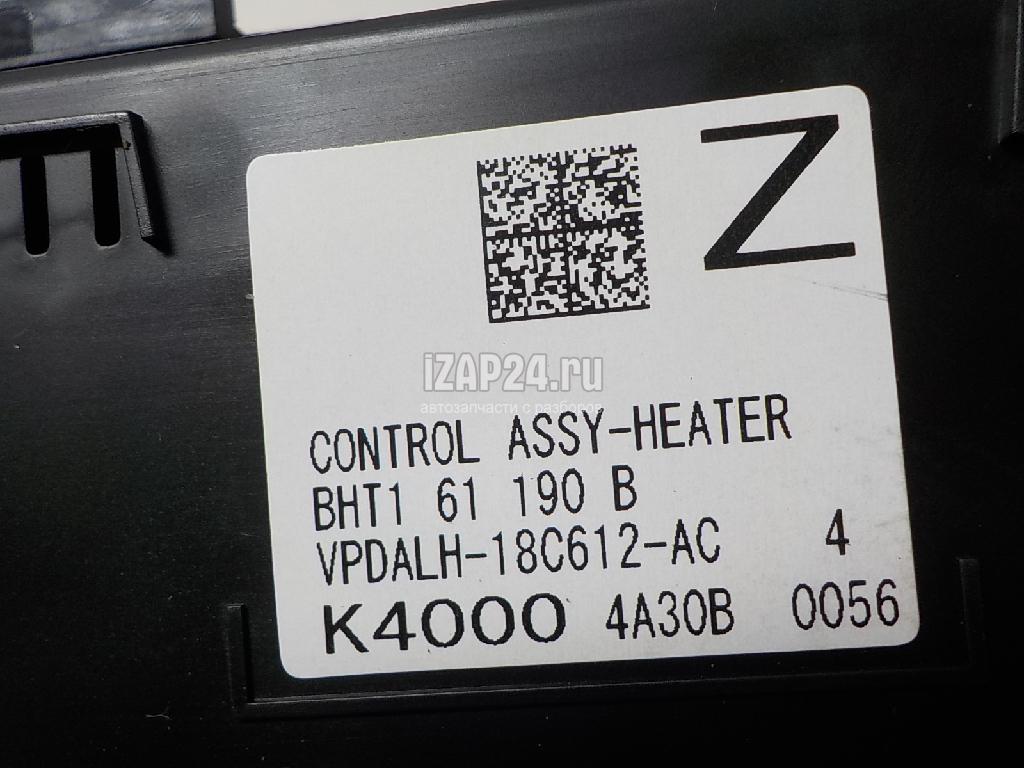 Z
iZAP24.ru
автозапчасти с разборов
CONTROL ASSY-HEATER
BHT1 61 190 B
VPDALH-18C612-AC 4
K4000 4A30B 0056